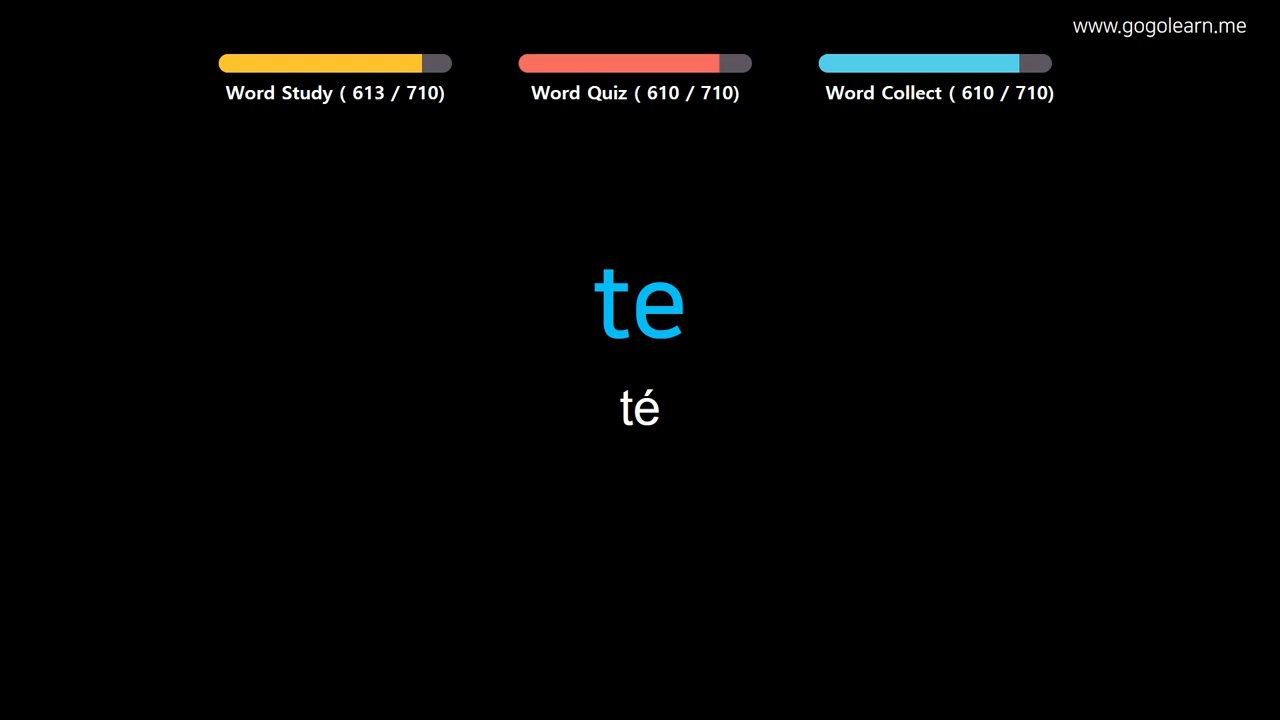 www.gogolearn.me
Word Study ( 613 / 710)
Word Quiz ( 610 / 710)
Word Collect ( 610 / 710)
te
té